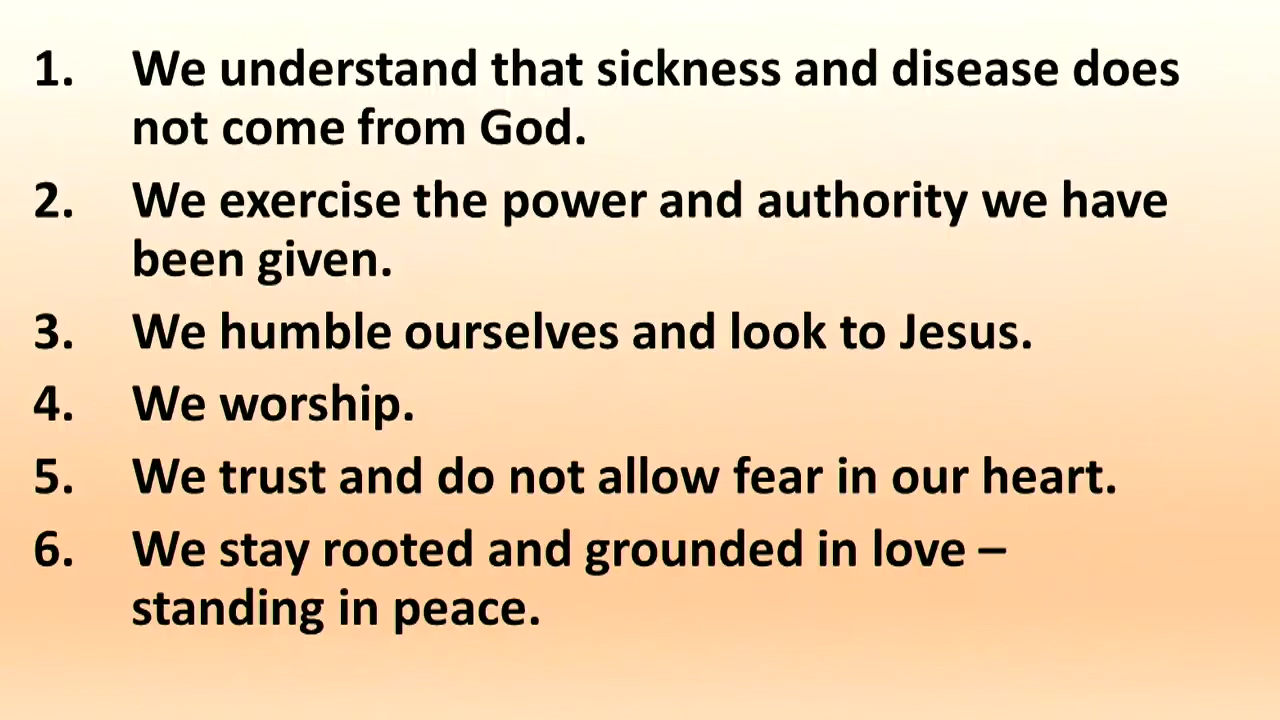 1. We understand that sickness and disease does
not come from God.
2. We exercise the power and authority we have
been given.
3. We humble ourselves and look to Jesus.
4. We worship.
5. We trust and do not allow fear in our heart.
6. We stay rooted and grounded in love –
standing in peace.